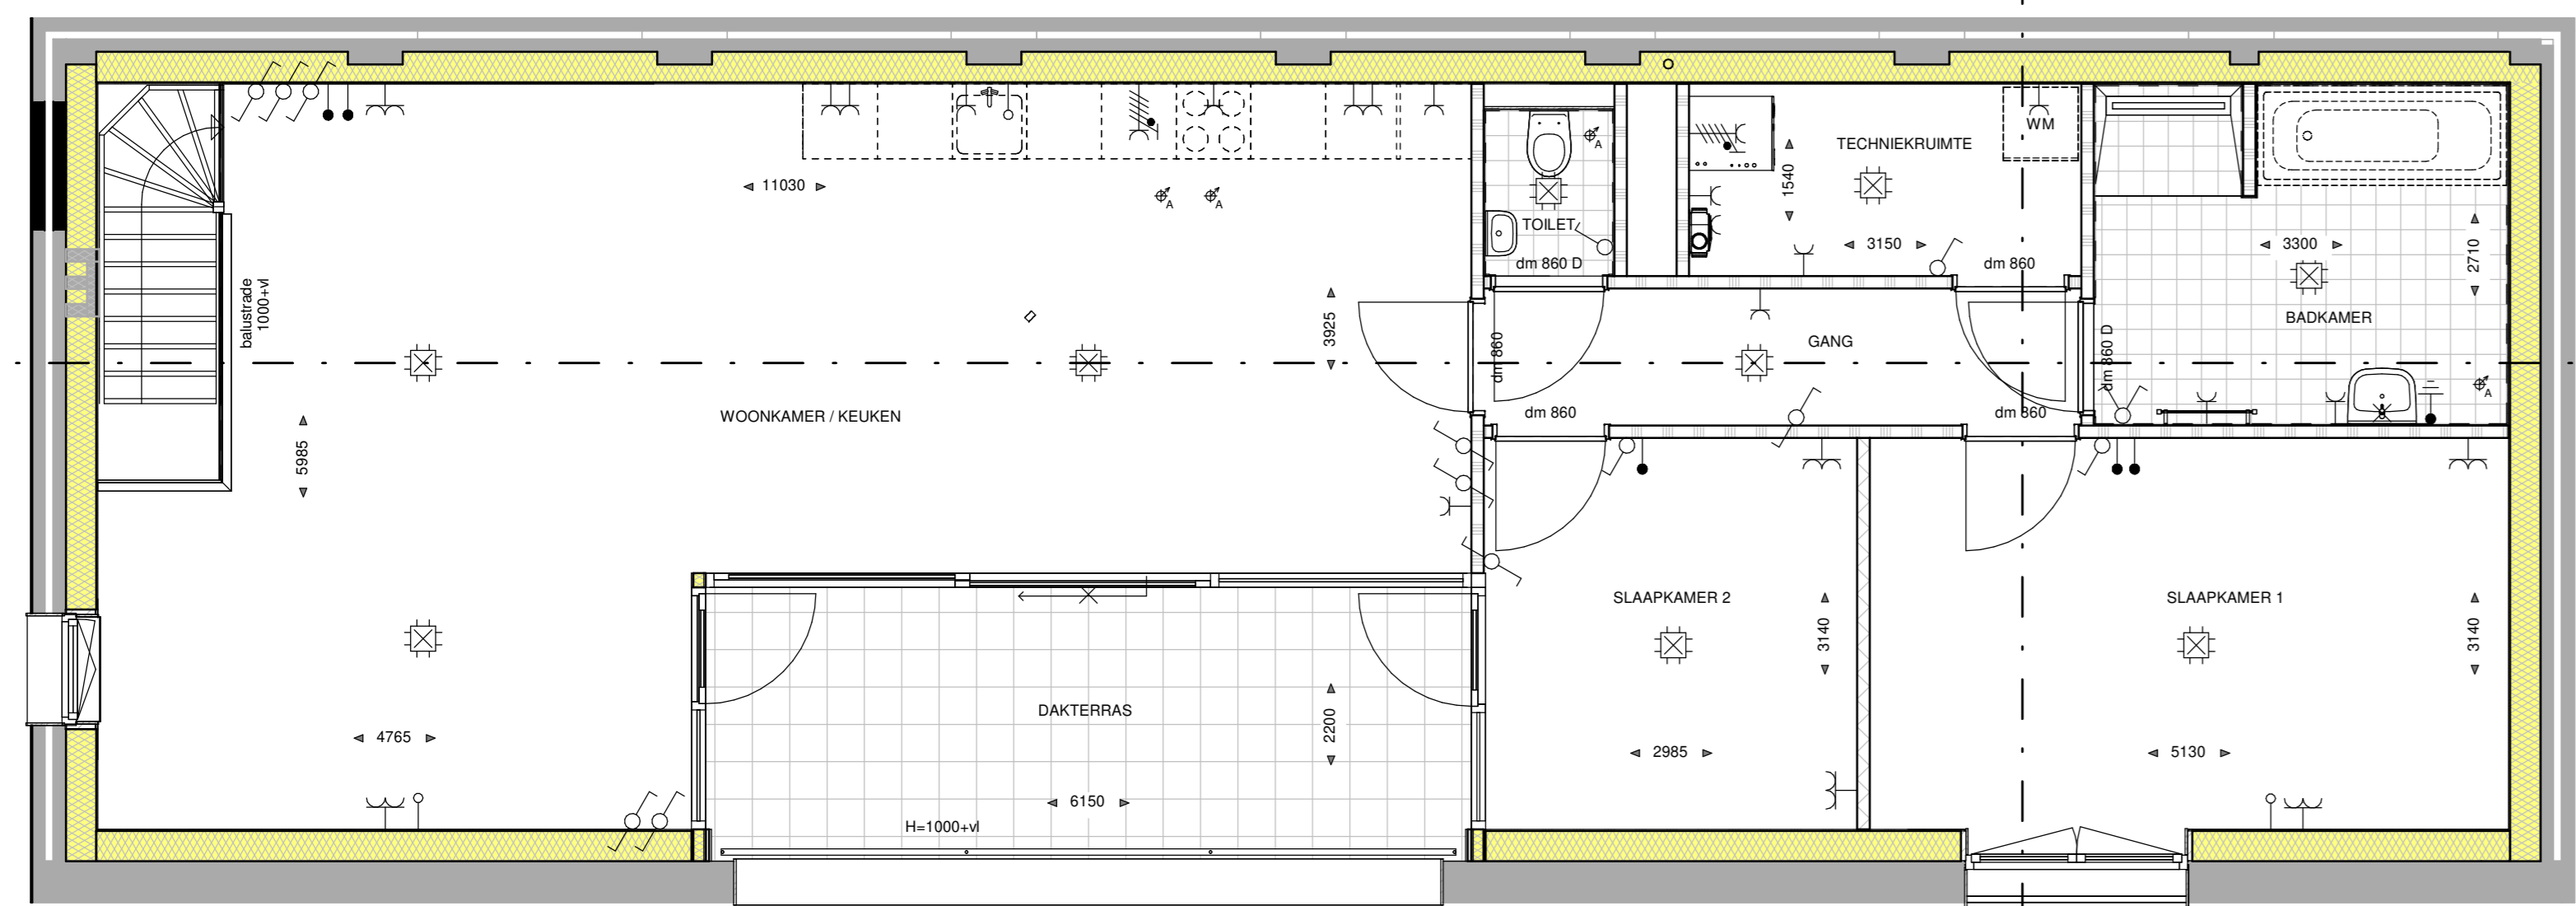 WM
TECHNIEKRUIMTE
1540
11030
A
A
A
TOILET
dm 860 D
3150
dm 860
3300
2710
BADKAMER
balustrade
1000+vl
3925
dm 860
GANG
dm 860 D
A
WOONKAMER / KEUKEN
dm 860
dm 860
5985
SLAAPKAMER 2
3140
SLAAPKAMER 1
3140
DAKTERRAS
2200
4765
2985
5130
6150
H=1000+vl